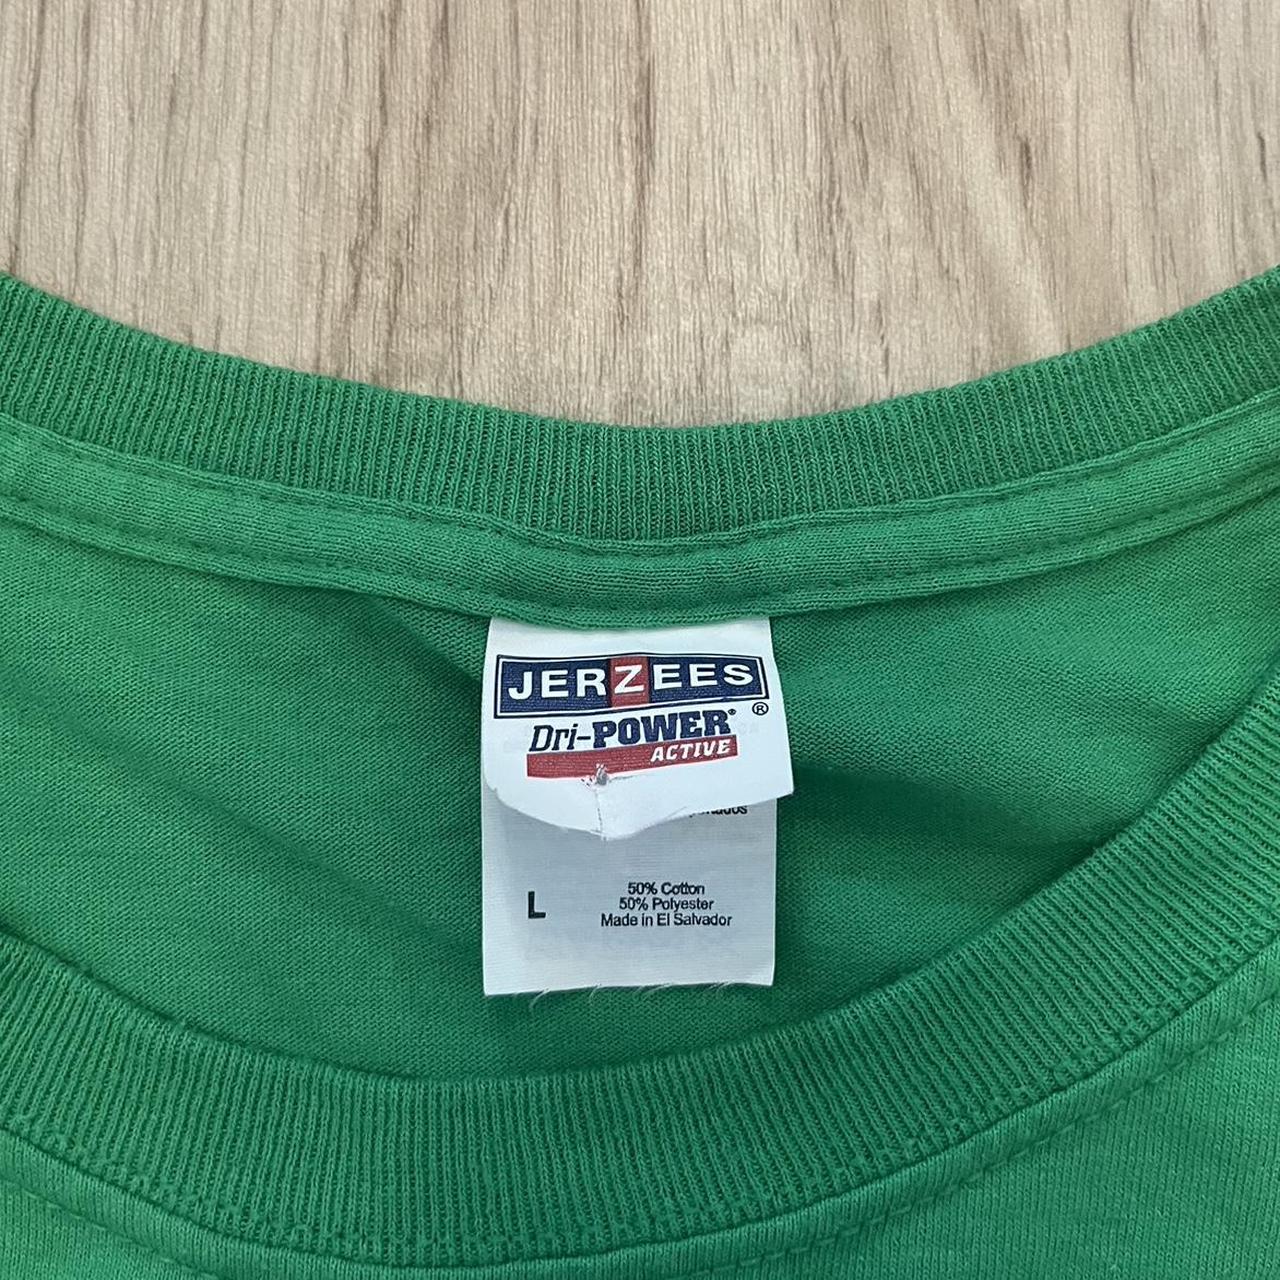 JERZEES
®
Dri-POWER®
ACTIVE
L
50% Cotton
50% Polyester
Made in El Salvador